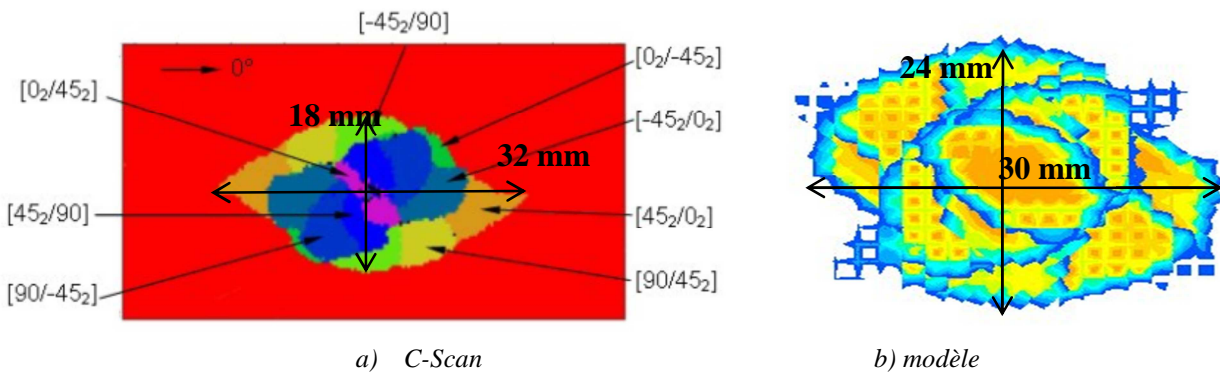 [-45₂/90]
0°
[0₂/-45₂]
[0₂/45₂]
18 mm
[-45₂/0₂]
32 mm
[45₂/90]
[45₂/0₂]
[90/-45₂]
[90/45₂]
24 mm
30 mm
a) C-Scan
b) modèle